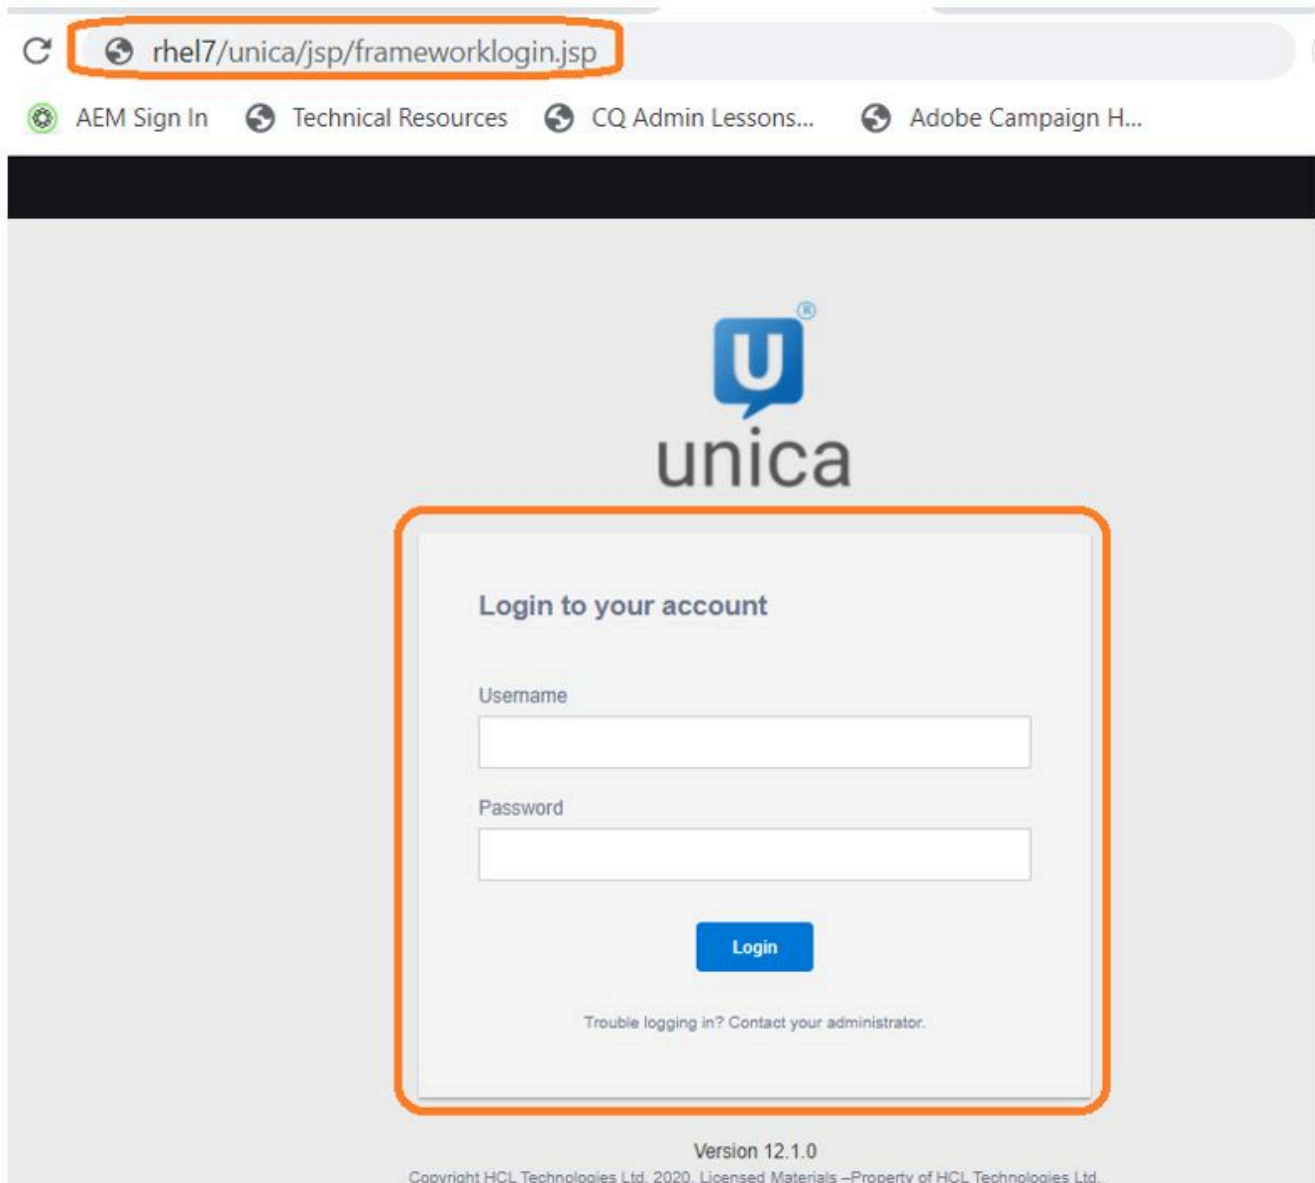 rhel7/unica/jsp/frameworklogin.jsp
AEM Sign In Technical Resources CQ Admin Lessons... Adobe Campaign H...
U®
unica
Login to your account
Username
Password
Login
Trouble logging in? Contact your administrator.
Version 12.1.0
Copyright HCL Technologies Ltd. 2020. Licensed Materials –Property of HCL Technologies Ltd.